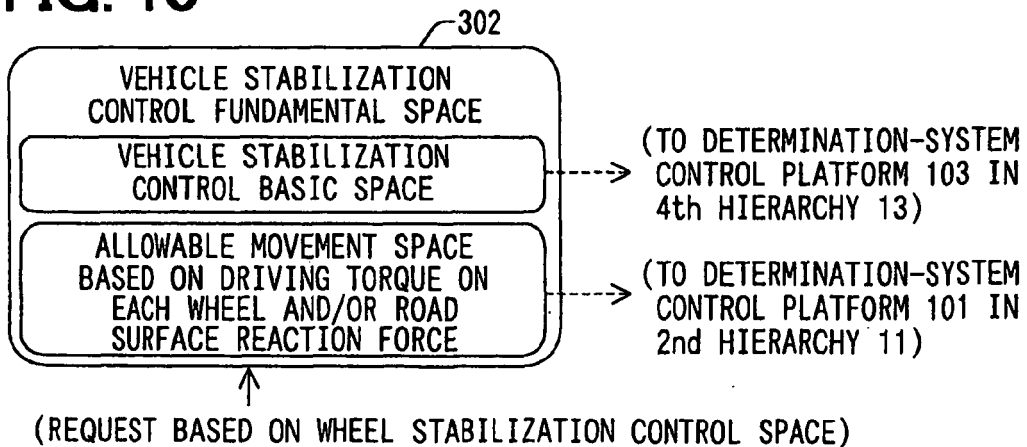 FIG. 10
302
VEHICLE STABILIZATION
CONTROL FUNDAMENTAL SPACE
VEHICLE STABILIZATION
CONTROL BASIC SPACE
(TO DETERMINATION-SYSTEM
CONTROL PLATFORM 103 IN
4th HIERARCHY 13)
ALLOWABLE MOVEMENT SPACE
BASED ON DRIVING TORQUE ON
EACH WHEEL AND/OR ROAD
SURFACE REACTION FORCE
(TO DETERMINATION-SYSTEM
CONTROL PLATFORM 101 IN
2nd HIERARCHY 11)
(REQUEST BASED ON WHEEL STABILIZATION CONTROL SPACE)